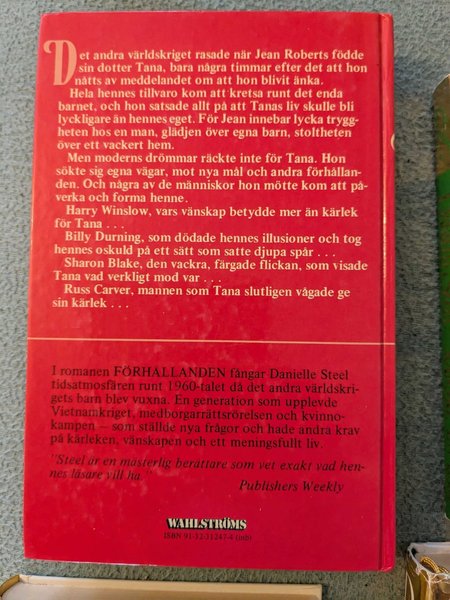 Det andra världskriget rasade när Jean Roberts födde
sin dotter Tana, bara några timmar efter det att hon
nåtts av meddelandet om att hon blivit änka.
Hela hennes tillvaro kom att kretsa runt det enda
barnet, och hon satsade allt på att Tanas liv skulle bli
lyckligare än hennes eget. För Jean innebar lycka trygg-
heten hos en man, glädjen över egna barn, stoltheten
över ett vackert hem.
Men moderns drömmar räckte inte för Tana. Hon
sökte sig egna vägar, mot nya mål och andra förhållan-
den. Och några av de människor hon mötte kom att på-
verka och forma henne.
Harry Winslow, vars vänskap betydde mer än kärlek
för Tana . . .
Billy Durning, som dödade hennes illusioner och tog
hennes oskuld på ett sätt som satte djupa spår . . .
Sharon Blake, den vackra, färgade flickan, som visade
Tana vad verkligt mod var . . .
Russ Carver, mannen som Tana slutligen vågade ge
sin kärlek . . .
I romanen FÖRHÅLLANDEN fångar Danielle Steel
tidsatmosfären runt 1960-talet då det andra världskri-
gets barn blev vuxna. En generation som upplevde
Vietnamkriget, medborgarrättsrörelsen och kvinno-
kampen – som ställde nya frågor och hade andra krav
på kärleken, vänskapen och ett meningsfullt liv.
"Steel är en mästerlig berättare som vet exakt vad hen-
nes läsare vill ha.
Publishers Weekly
WAHLSTRÖMS
ISBN 91-32-31247-4 (inb)